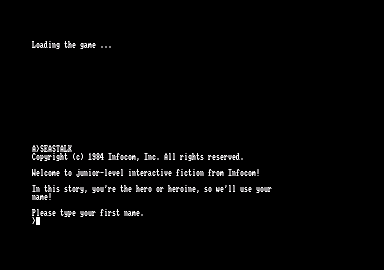 Loading the game ...
A>SEASTALK
Copyright (c) 1984 Infocom, Inc. All rights reserved.
Welcome to junior-level interactive fiction from Infocom!
In this story, you're the hero or heroine, so we'll use your
name!
Please type your first name.
>